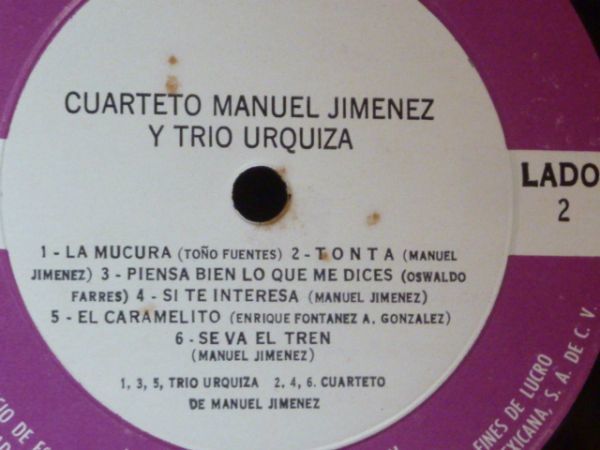 CUARTETO MANUEL JIMENEZ
Y TRIO URQUIZA
LADO
2
1 - LA MUCURA (TOÑO FUENTES) 2 - TONTA (MANUEL
JIMENEZ) 3 - PIENSA BIEN LO QUE ME DICES (OSWALDO
FARRES) 4 - SI TE INTERESA (MANUEL JIMENEZ)
5 - EL CARAMELITO (ENRIQUE FONTANEZ A. GONZALEZ)
6 - SE VA EL TREN
(MANUEL JIMENEZ)
1, 3, 5, TRIO URQUIZA 2, 4, 6. CUARTETO
DE MANUEL JIMENEZ
FINES DE LUCRO
S. A. DE C. V.